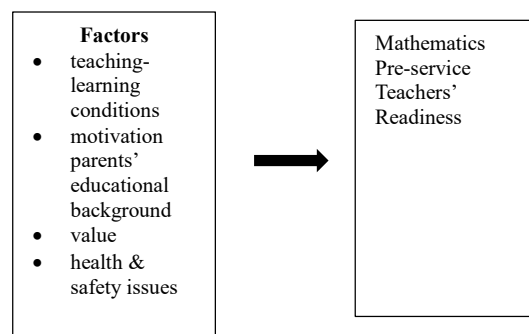 Factors
• teaching-
learning
conditions
• motivation
parents’
educational
background
• value
• health &
safety issues
Mathematics
Pre-service
Teachers’
Readiness